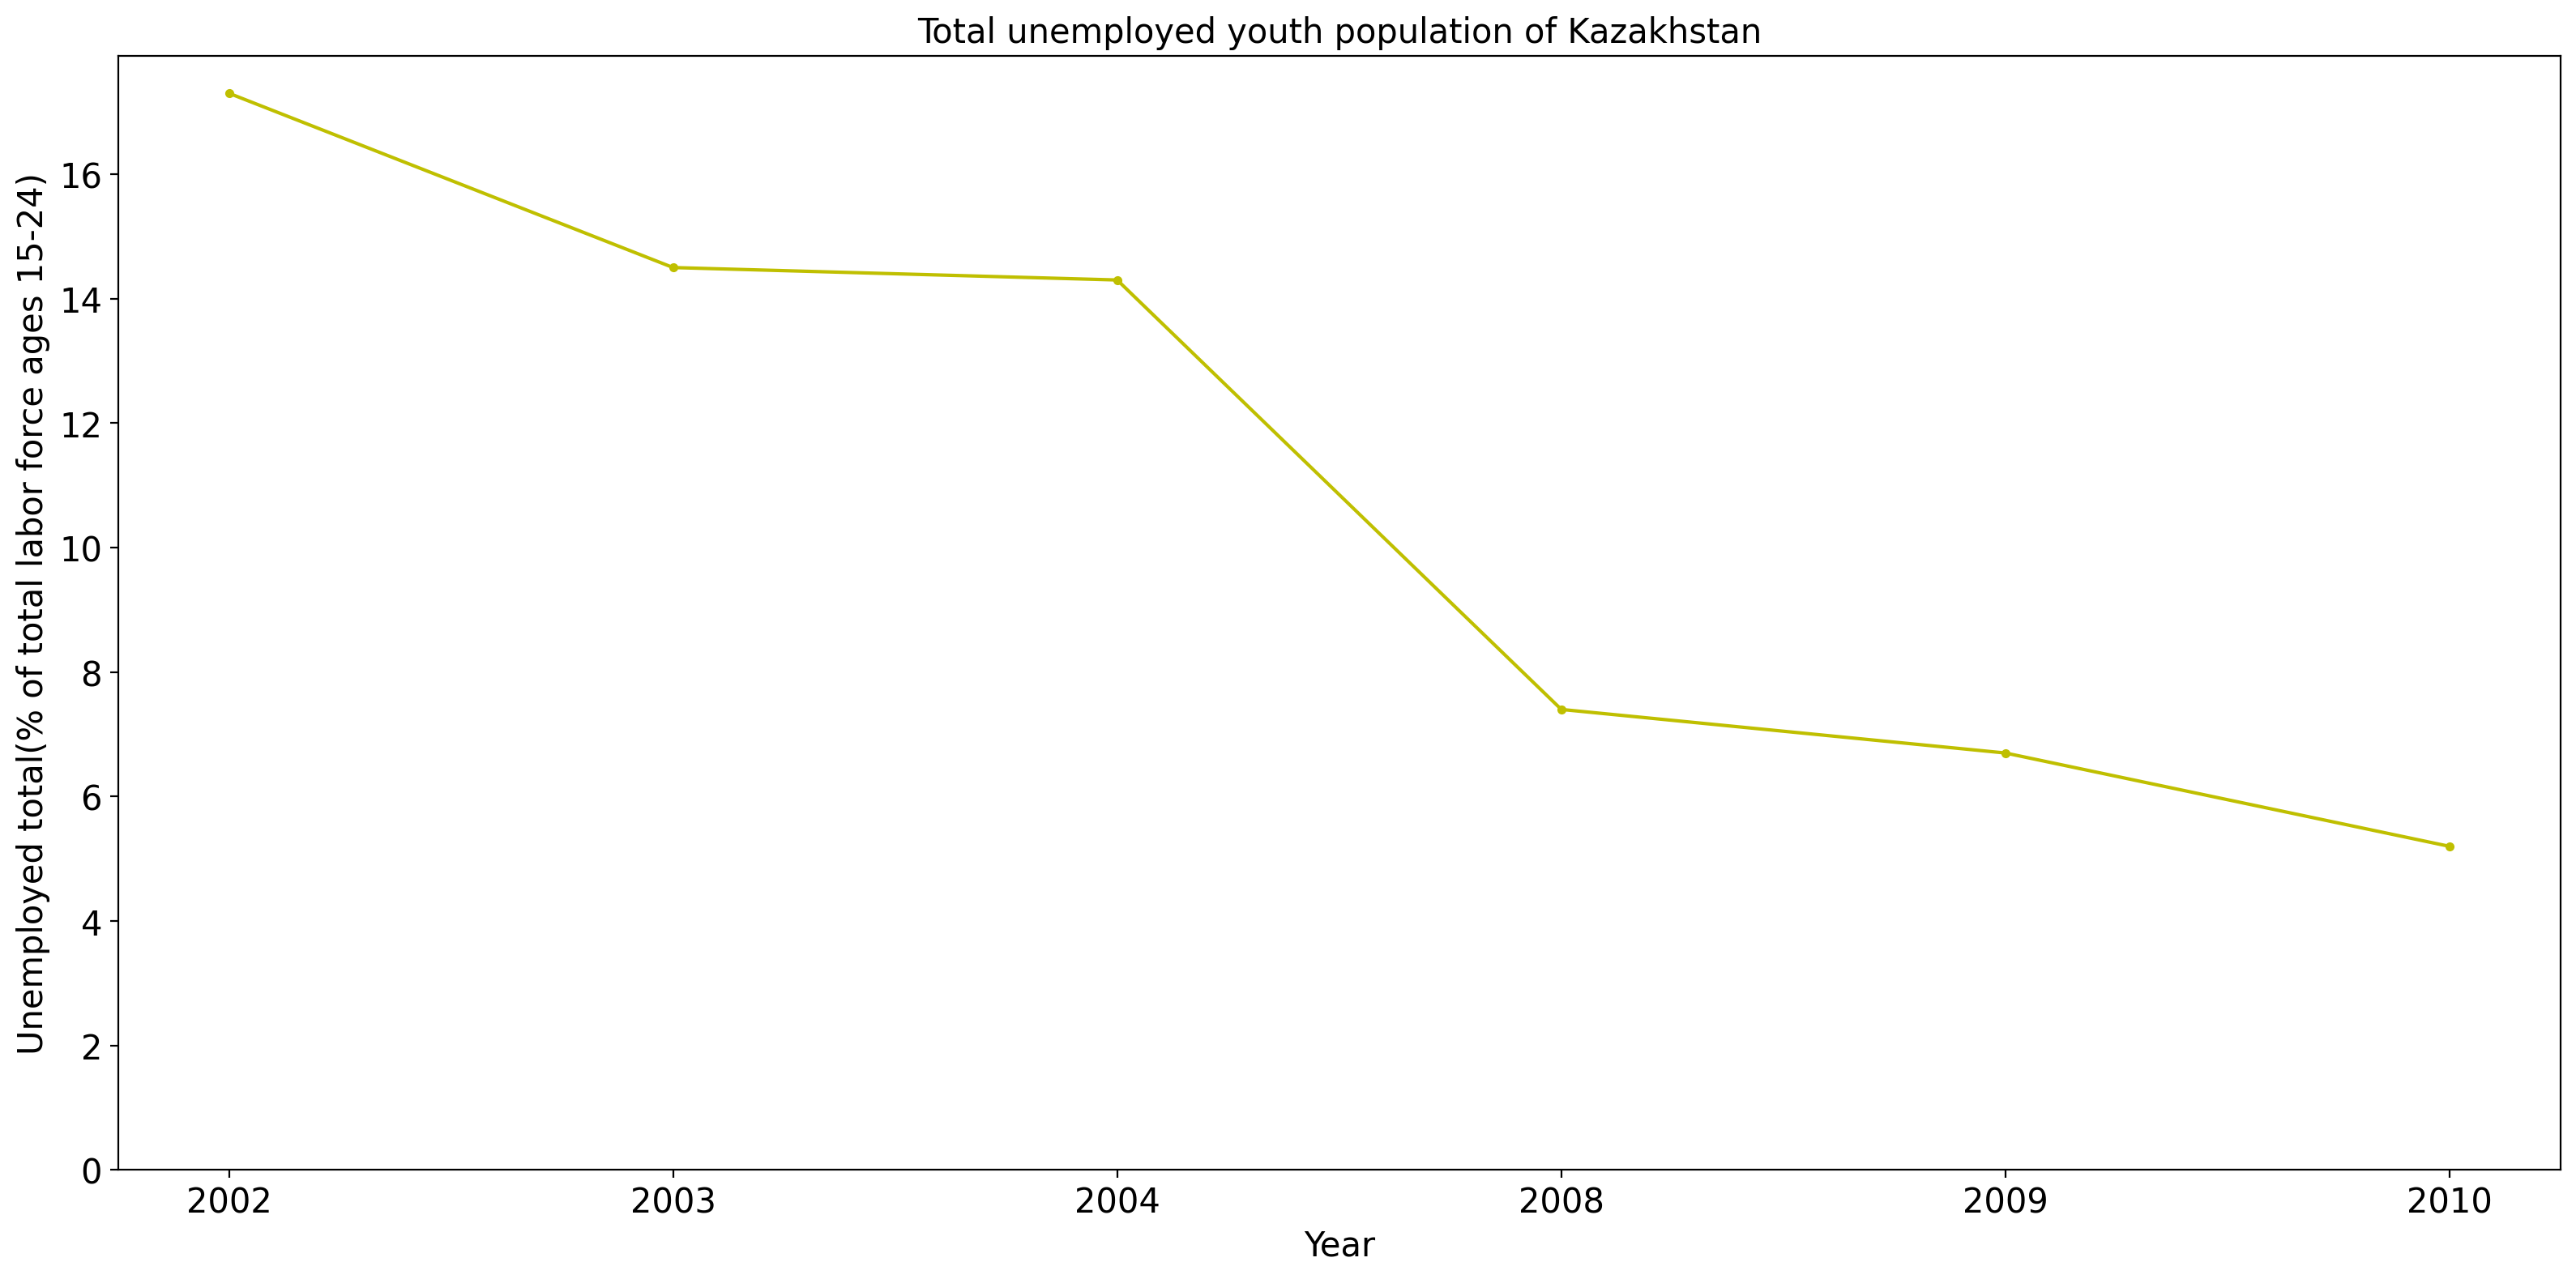 Total unemployed youth population of Kazakhstan
Unemployed total(% of total labor force ages 15-24)
16
14
12
10
8
6
4
2
0
2002 2003 2004 2008 2009 2010
Year